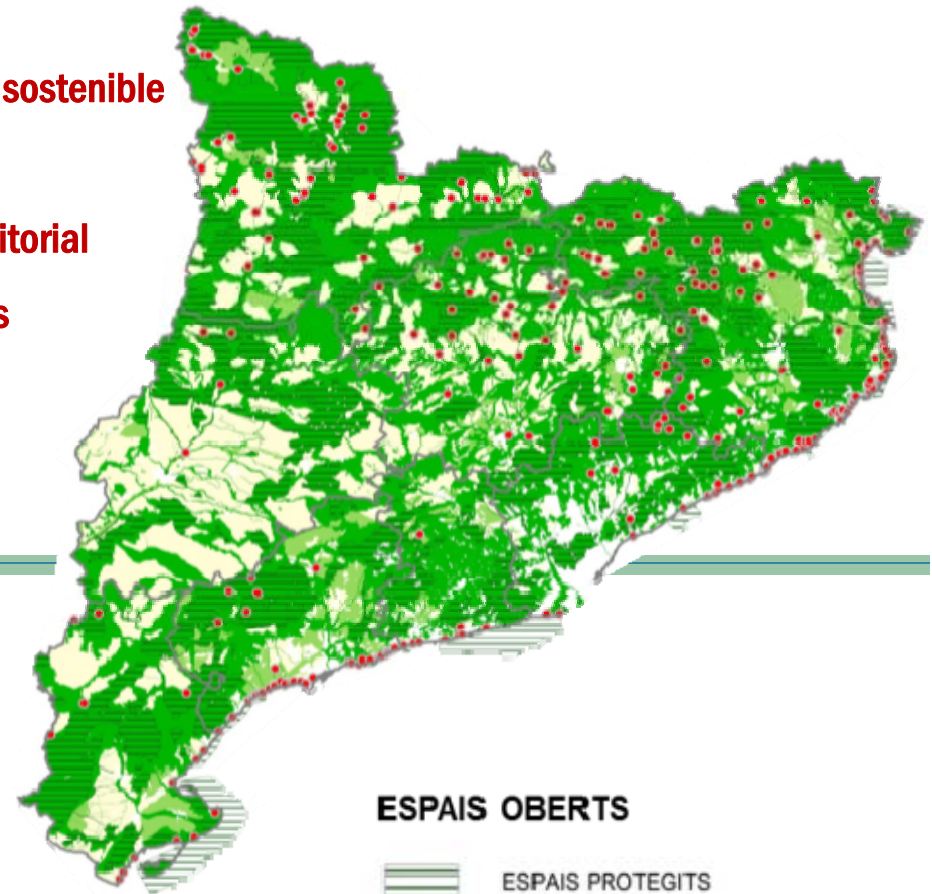 sostenible
itorial
s
ESPAIS OBERTS
ESPAIS PROTEGITS